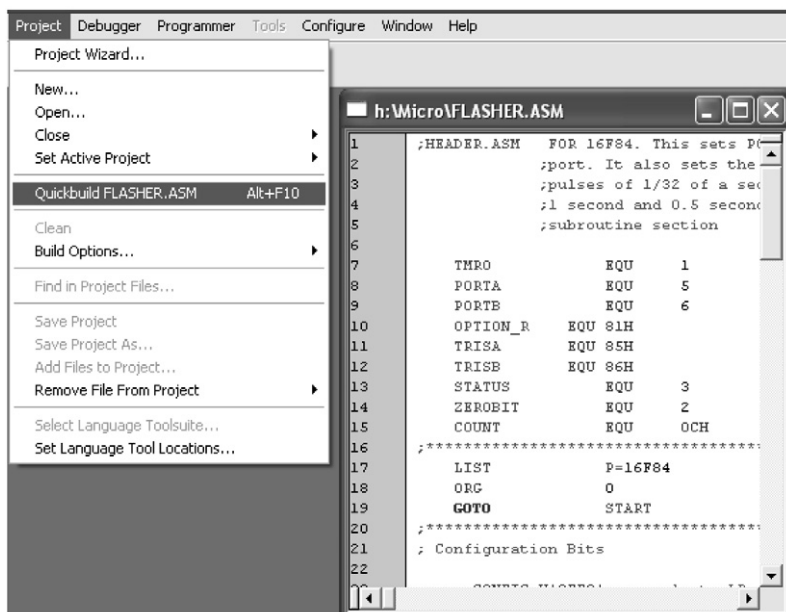 Project Debugger Programmer Tools Configure Window Help
Project Wizard...
New...
Open...
Close
Set Active Project
Quickbuild FLASHER.ASM Alt+F10
Clean
Build Options...
Find in Project Files...
Save Project
Save Project As...
Add Files to Project...
Remove File From Project
Select Language Toolsuite...
Set Language Tool Locations...
h:\Micro\FLASHER.ASM
1 ;HEADER.ASM FOR 16F84. This sets
2 ;port. It also sets the
3 ;pulses of 1/32 of a
4 ;1 second and 0.5
5 ;subroutine section
6
7 TMRO EQU 1
8 PORTA EQU 5
9 PORTB EQU 6
10 OPTION_R EQU 81H
11 TRISA EQU 85H
12 TRISB EQU 86H
13 STATUS EQU 3
14 ZEROBIT EQU 2
15 COUNT EQU 0CH
16 ;*************************************
17 LIST P=16F84
18 ORG 0
19 GOTO START
20 ;*************************************
21 ; Configuration Bits
22